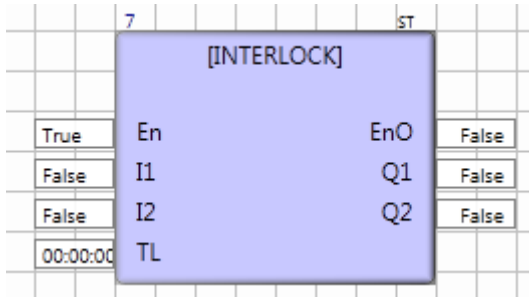 7 ST
[INTERLOCK]
True En EnO False
False I1 Q1 False
False I2 Q2 False
00:00:00 TL